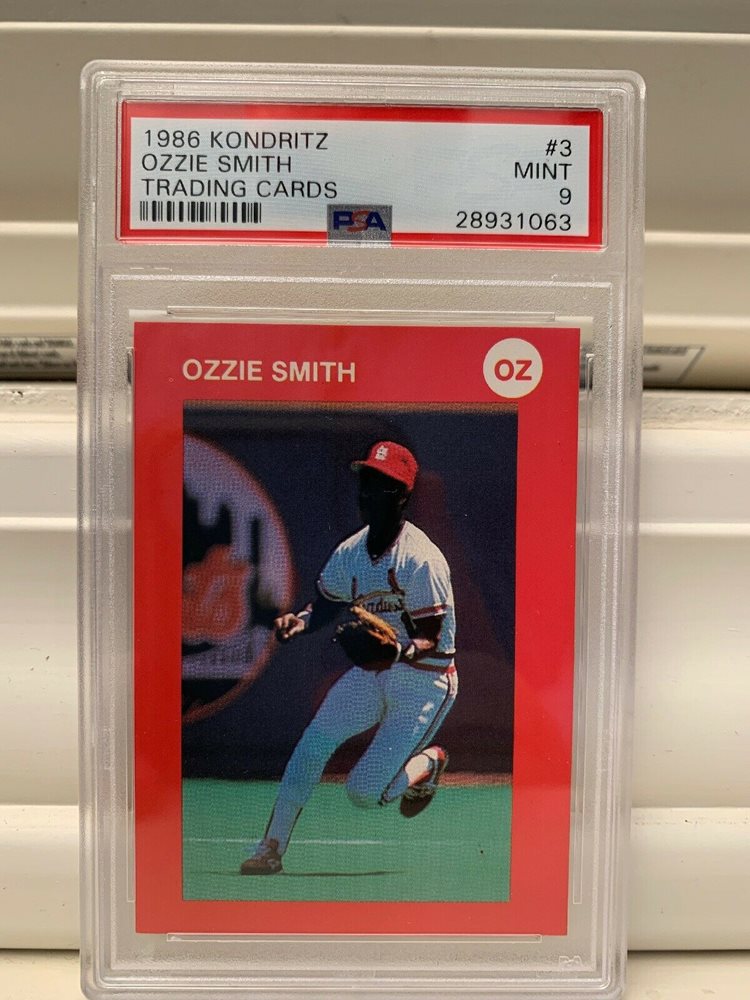 1986 KONDRITZ #3
OZZIE SMITH MINT
TRADING CARDS 9
PSA 28931063
OZZIE SMITH OZ